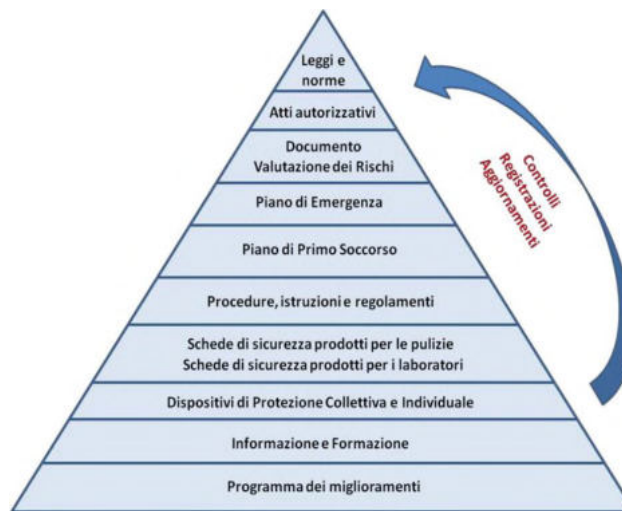 Leggi e
norme
Atti autorizzativi
Documento
Valutazione dei Rischi
Piano di Emergenza
Piano di Primo Soccorso
Procedure, istruzioni e regolamenti
Schede di sicurezza prodotti per le pulizie
Schede di sicurezza prodotti per i laboratori
Dispositivi di Protezione Collettiva e Individuale
Informazione e Formazione
Programma dei miglioramenti
Controlli
Registrazioni
Aggiornamenti